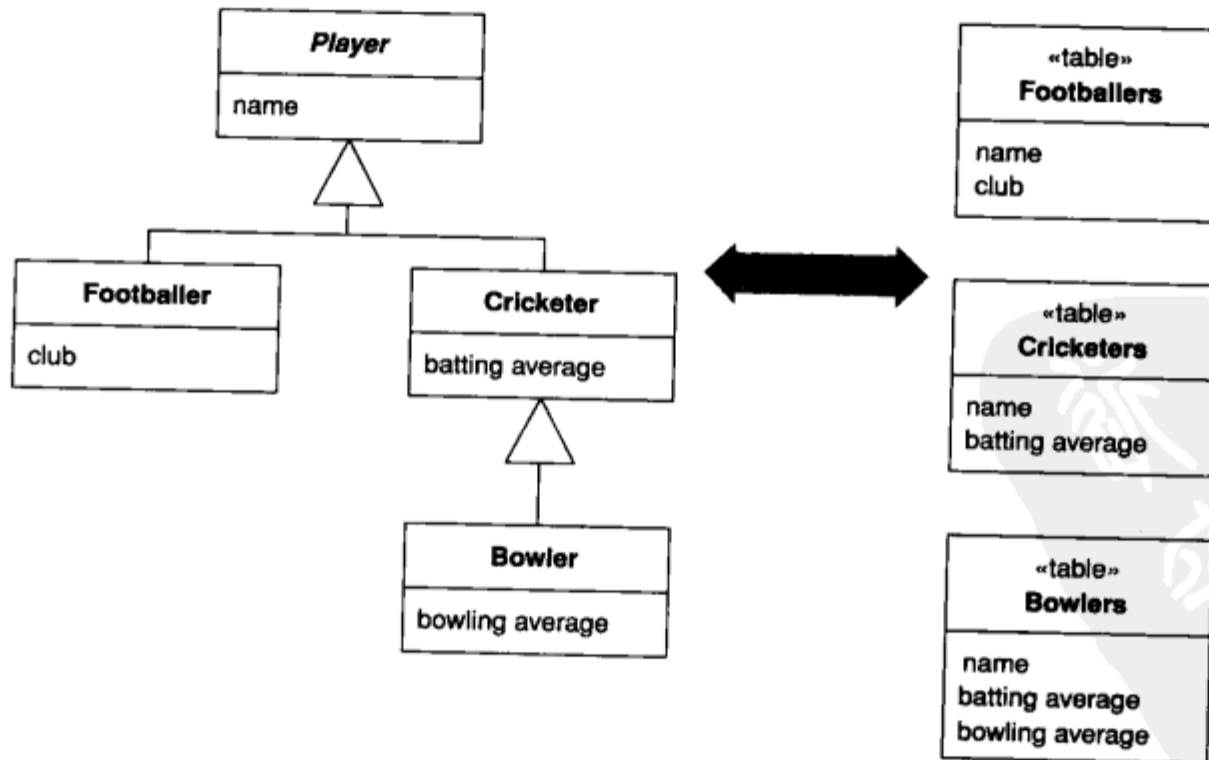 Player
name
Footballer
club
Cricketer
batting average
Bowler
bowling average
«table»
Footballers
name
club
«table»
Cricketers
name
batting average
«table»
Bowlers
name
batting average
bowling average